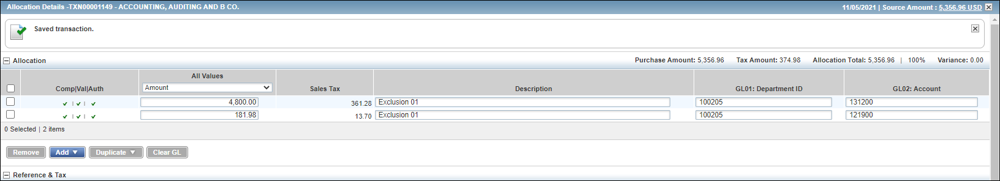 Allocation Details -TXN00001149 - ACCOUNTING, AUDITING AND B CO. 11/05/2021 | Source Amount : 5,356.96 USD
Saved transaction.
Allocation Purchase Amount: 5,356.96 Tax Amount: 374.98 Allocation Total: 5,356.96 | 100% Variance: 0.00
All Values
Comp|Val|Auth Amount Sales Tax Description GL01: Department ID GL02: Account
4,800.00 361.28 Exclusion 01 100205 131200
181.98 13.70 Exclusion 01 100205 121900
0 Selected | 2 items
Remove Add Duplicate Clear GL
Reference & Tax